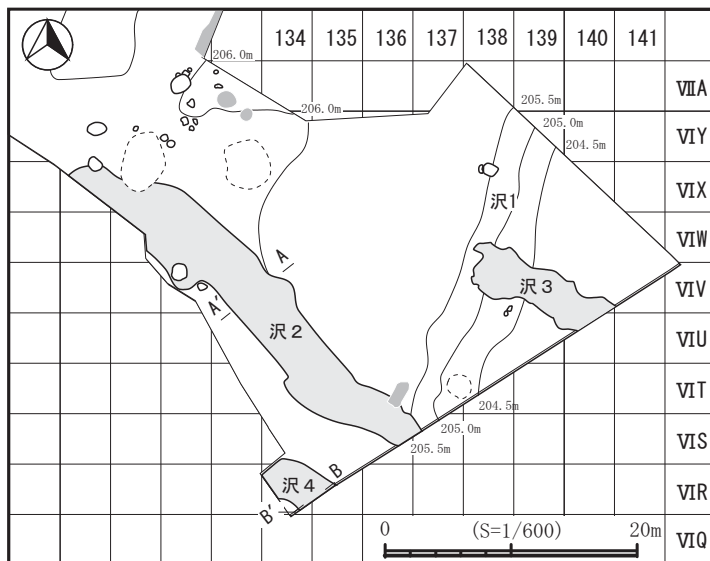 134 135 136 137 138 139 140 141
ⅦA
206.0m
206.0m
205.5m
205.0m
ⅥY
204.5m
ⅥX
沢1
ⅥW
A
沢3
ⅥV
A′
沢2
ⅥU
ⅥT
204.5m
205.0m
ⅥS
205.5m
B
沢4
ⅥR
B′
0 (S=1/600) 20m
ⅥQ